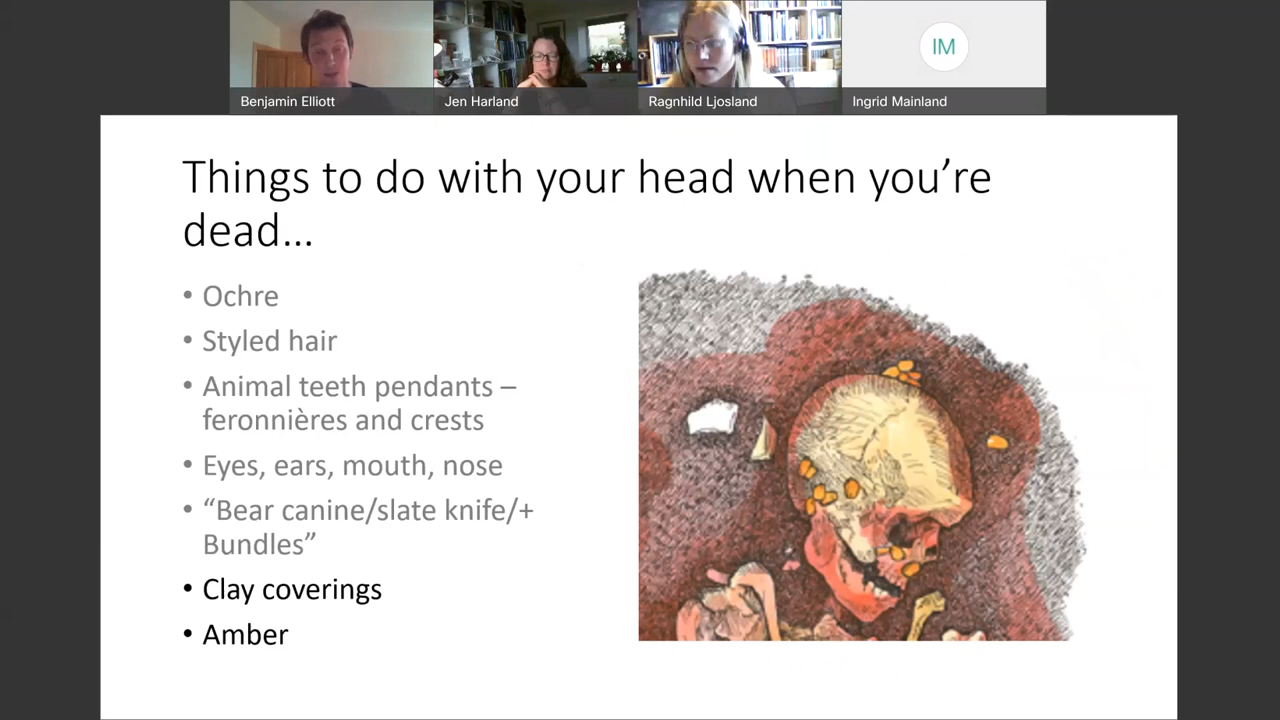 IM
Benjamin Elliott
Jen Harland
Ragnhild Ljosland
Ingrid Mainland
Things to do with your head when you're
dead…
• Ochre
• Styled hair
• Animal teeth pendants –
feronnières and crests
• Eyes, ears, mouth, nose
• “Bear canine/slate knife/+
Bundles”
• Clay coverings
• Amber